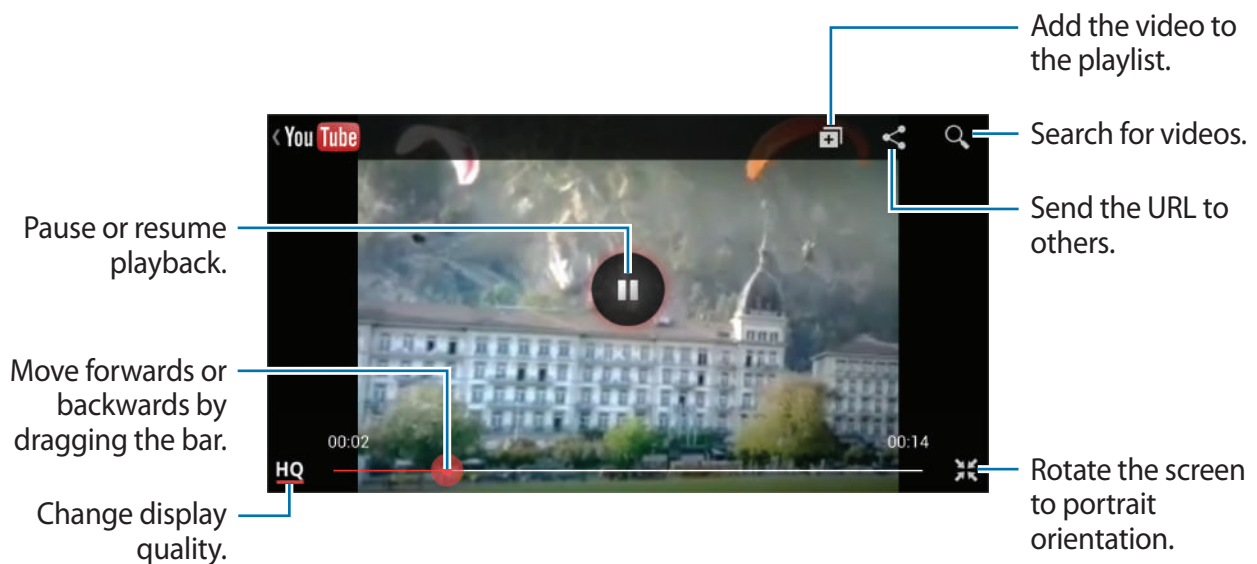 Add the video to
the playlist.
You Tube
Search for videos.
Send the URL to
others.
Pause or resume
playback.
Move forwards or
backwards by
dragging the bar.
00:02
00:14
HQ
Rotate the screen
to portrait
orientation.
Change display
quality.